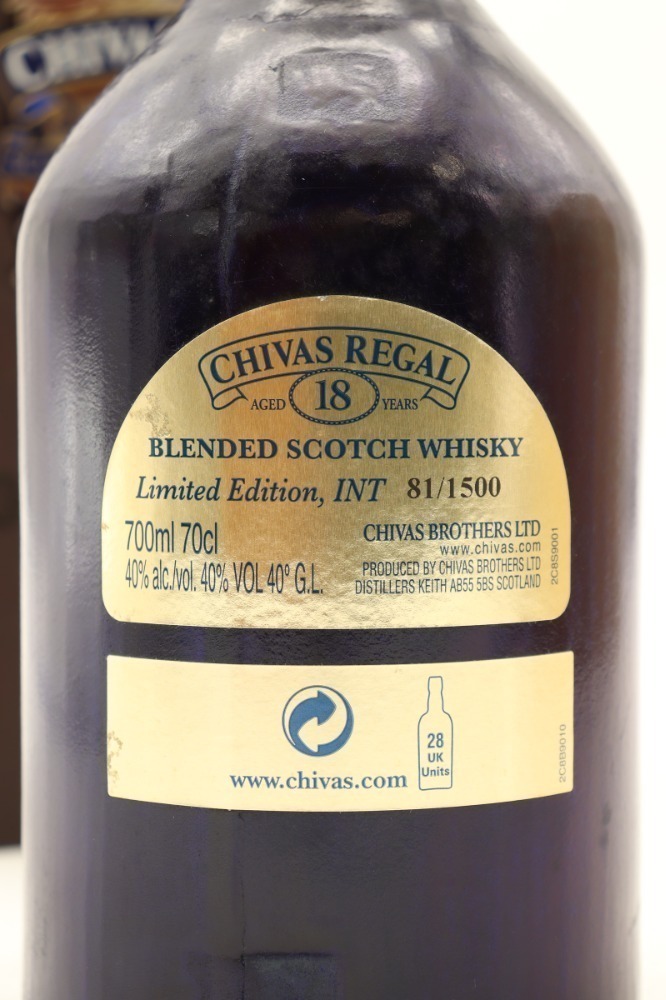 CHIVAS
CHIVAS REGAL
AGED 18 YEARS
BLENDED SCOTCH WHISKY
Limited Edition, INT 81/1500
700ml 70cl
40% alc./vol. 40% VOL 40° G.L.
CHIVAS BROTHERS LTD
www.chivas.com
PRODUCED BY CHIVAS BROTHERS LTD
DISTILLERS KEITH AB55 5BS SCOTLAND
2C8S9001
www.chivas.com
28
UK
Units
2C8B9010